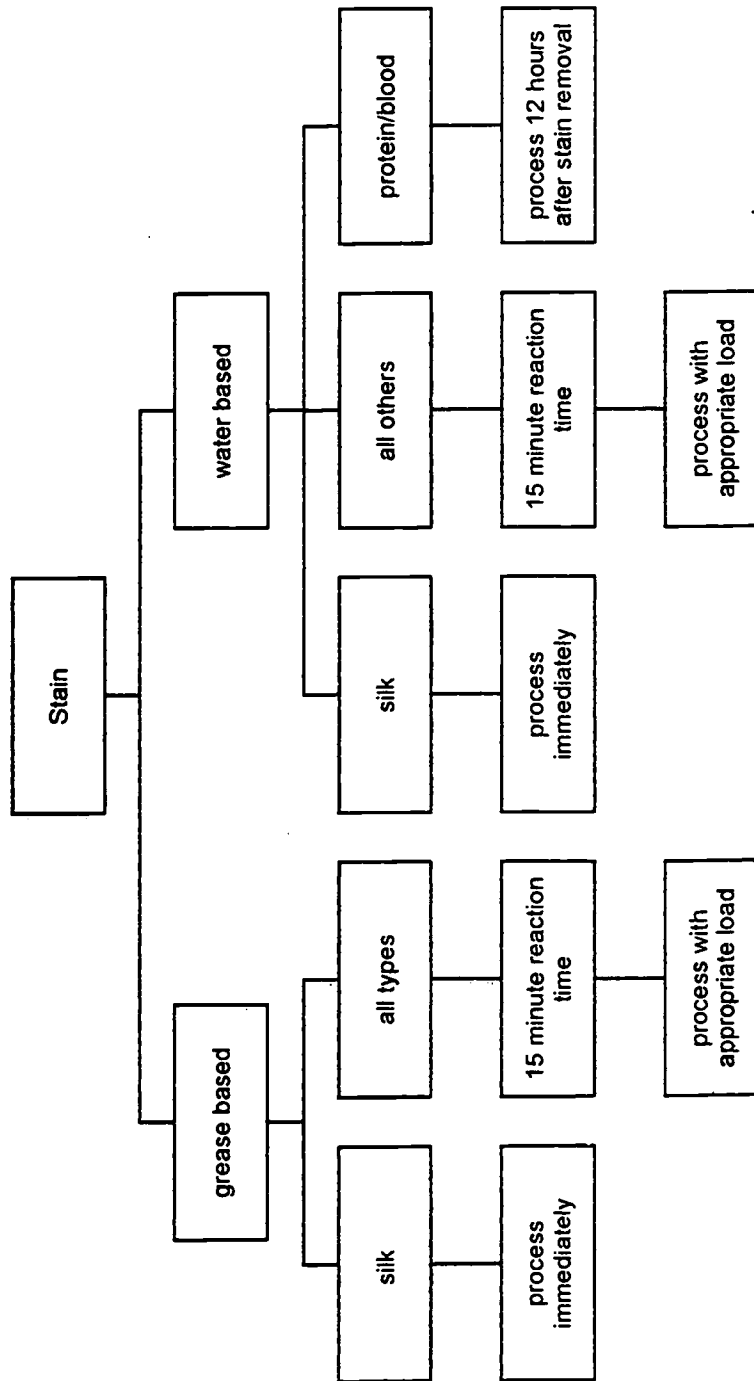 Stain
grease based
water based
silk
all types
silk
all others
protein/blood
process
immediately
15 minute reaction
time
process
immediately
15 minute reaction
time
process 12 hours
after stain removal
process with
appropriate load
process with
appropriate load